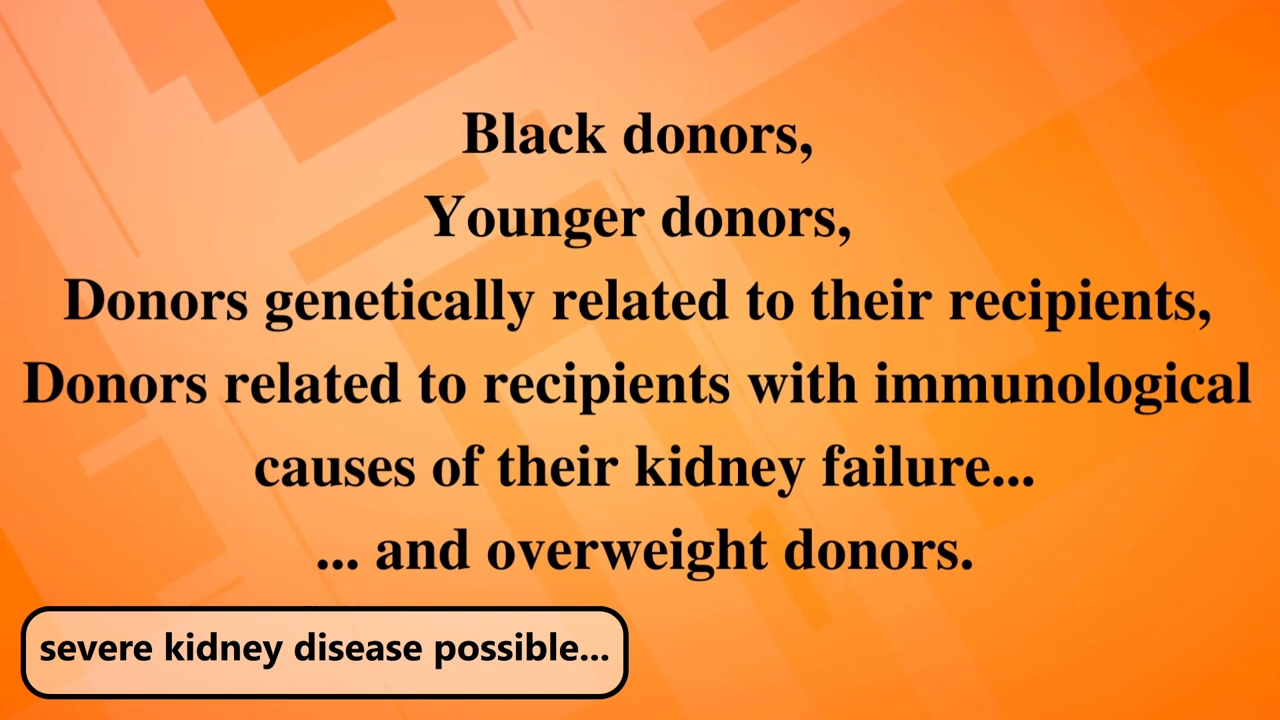 Black donors,
Younger donors,
Donors genetically related to their recipients,
Donors related to recipients with immunological
causes of their kidney failure...
... and overweight donors.
severe kidney disease possible...